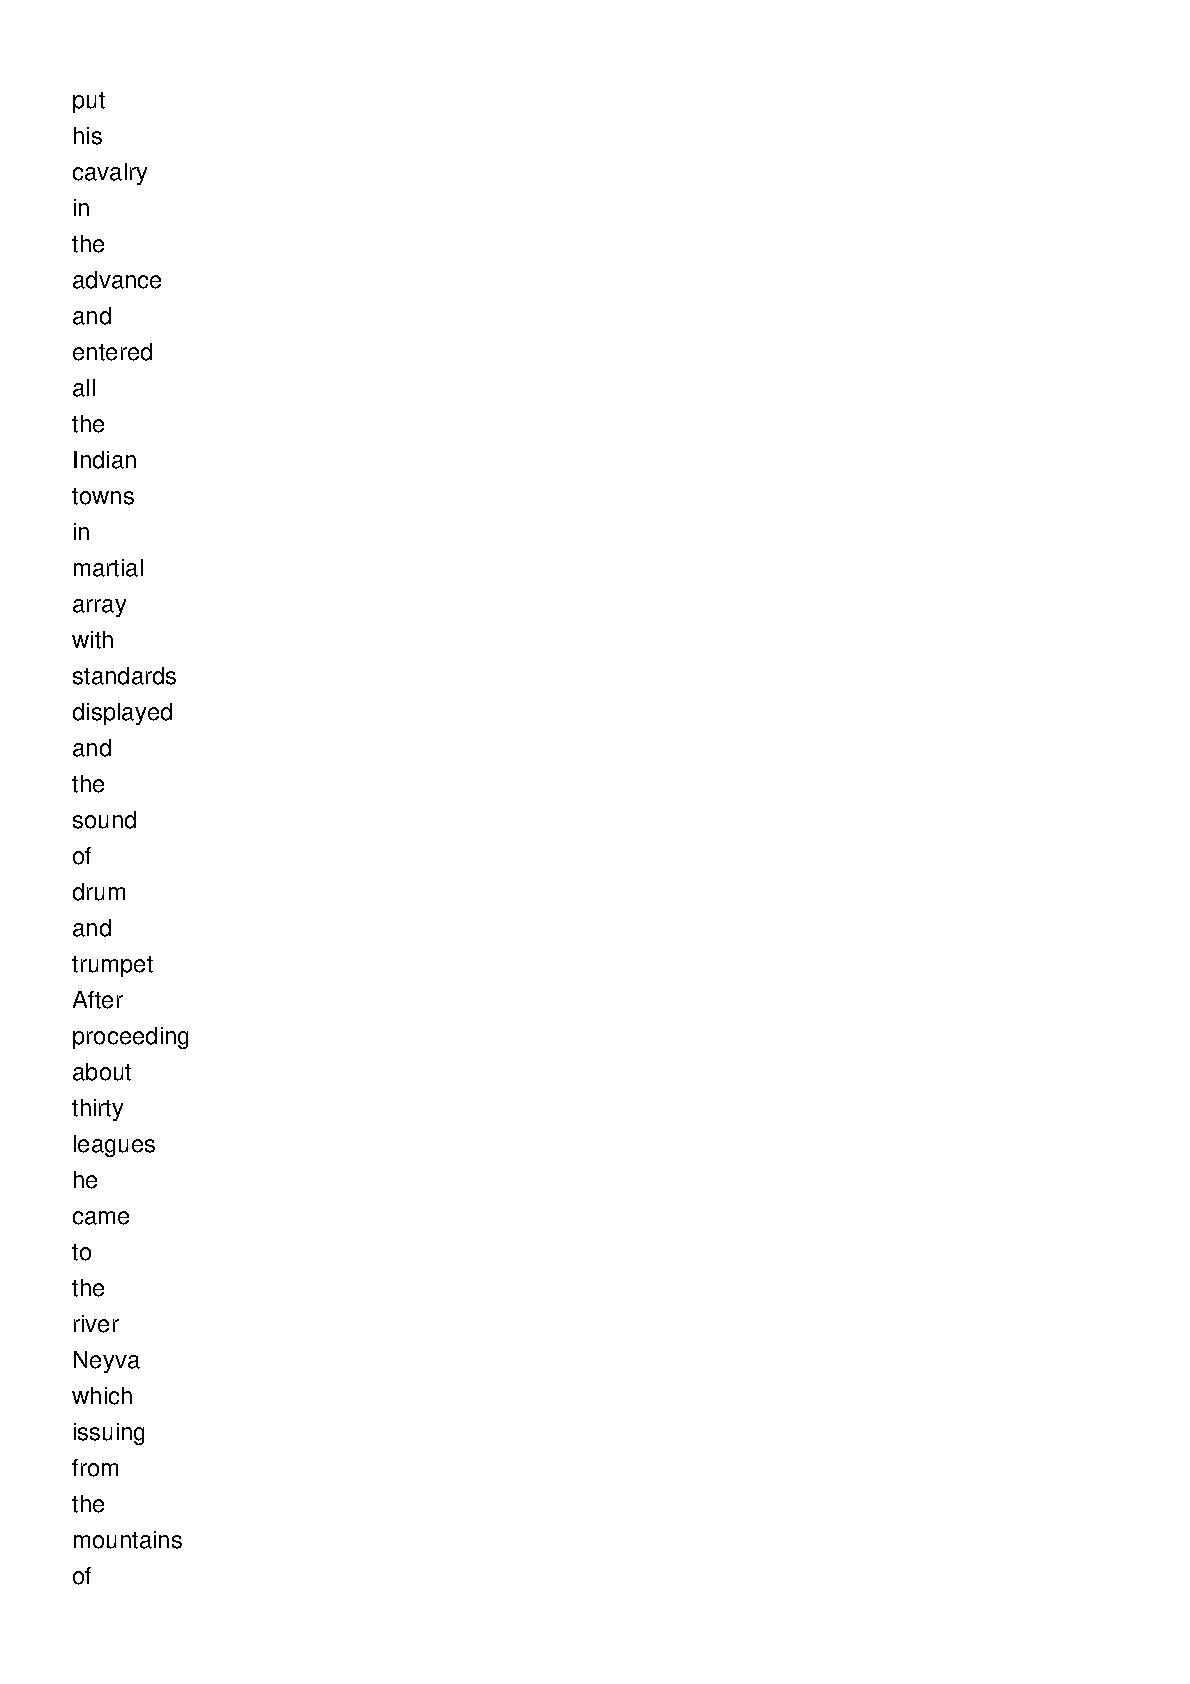 put
his
cavalry
in
the
advance
and
entered
all
the
Indian
towns
in
martial
array
with
standards
displayed
and
the
sound
of
drum
and
trumpet
After
proceeding
about
thirty
leagues
he
came
to
the
river
Neyva
which
issuing
from
the
mountains
of